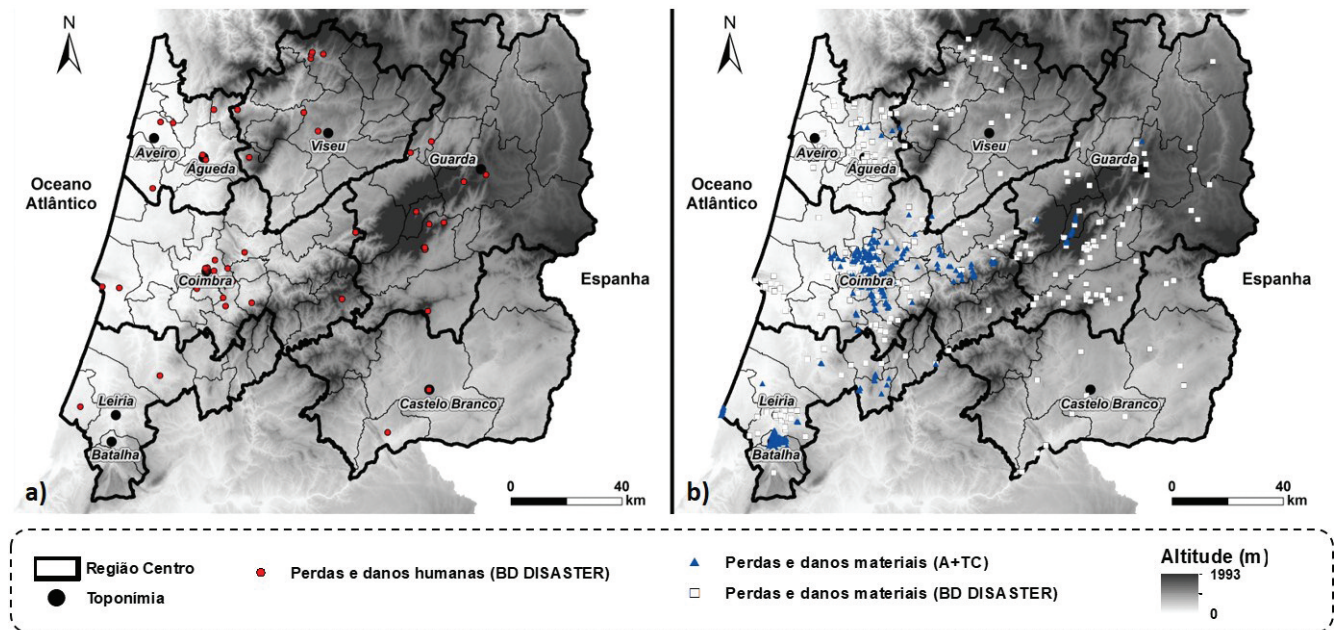 N
Aveiro
Viseu
Guarda
Águeda
Oceano
Atlântico
Coimbra
Espanha
Leiria
Castelo Branco
Batalha
a)
0 40
km
N
Aveiro
Viseu
Guarda
Águeda
Oceano
Atlântico
Coimbra
Espanha
Leiria
Castelo Branco
Batalha
b)
0 40
km
Região Centro
Toponímia
Perdas e danos humanas (BD DISASTER)
Perdas e danos materiais (A+TC)
Perdas e danos materiais (BD DISASTER)
Altitude (m)
1993
0